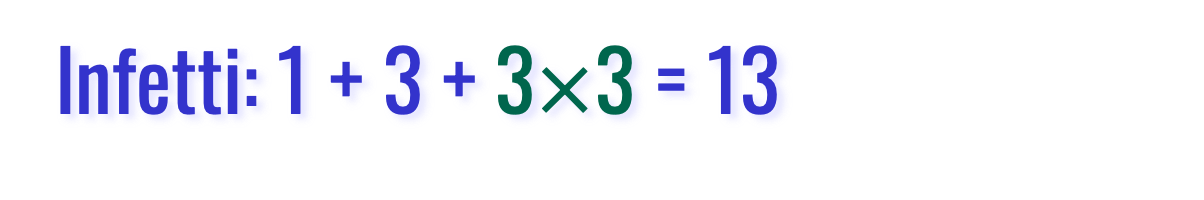 Infetti: 1 + 3 + 3×3 = 13